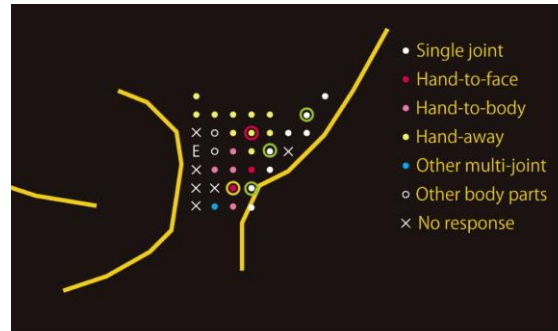 Single joint
Hand-to-face
Hand-to-body
Hand-away
E
Other multi-joint
Other body parts
No response